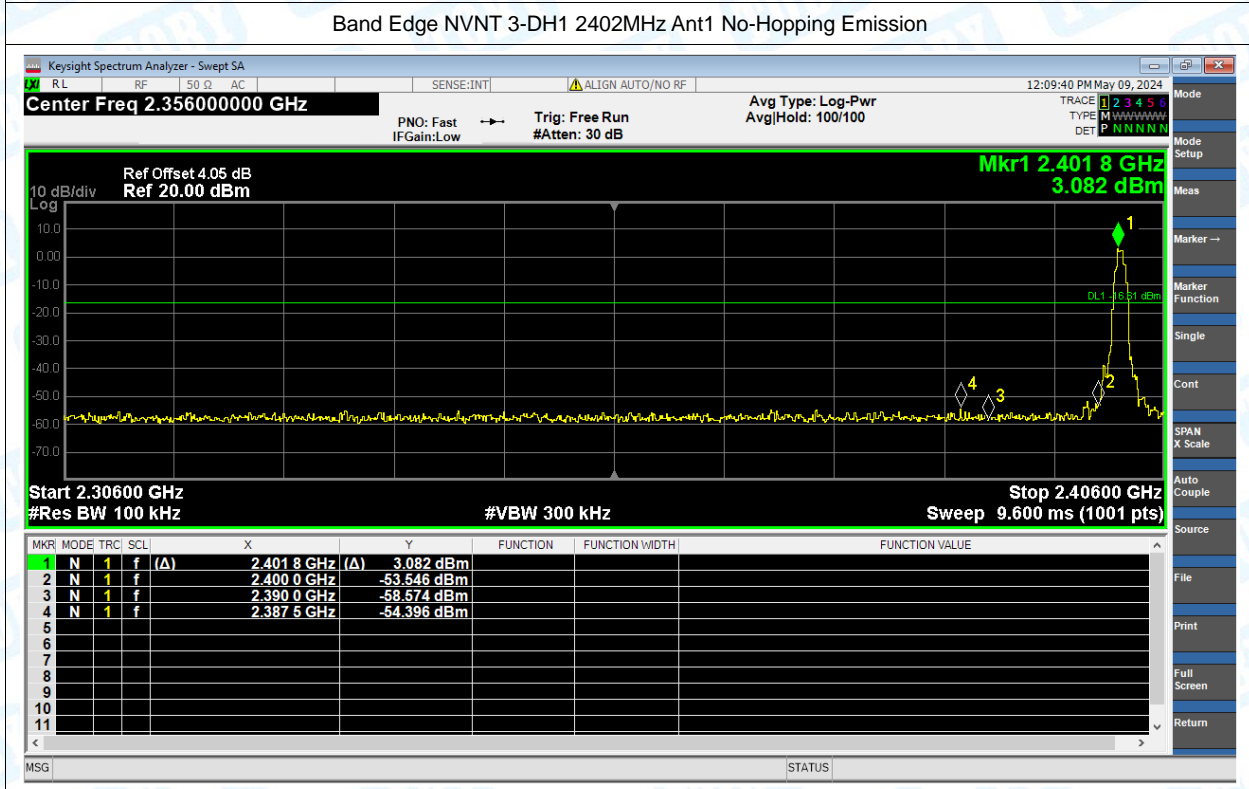 Band Edge NVNT 3-DH1 2402MHz Ant1 No-Hopping Emission
Keysight Spectrum Analyzer - Swept SA
LXI RL RF 50 Ω AC SENSE:INT ALIGN AUTO/NO RF 12:09:40 PM May 09, 2024
Center Freq 2.356000000 GHz
PNO: Fast
IFGain:Low
Trig: Free Run
#Atten: 30 dB
Avg Type: Log-Pwr
Avg|Hold: 100/100
TRACE 1 2 3 4 5 6
TYPE M WWWWW
DET P N N N N N
Mkr1 2.401 8 GHz
3.082 dBm
Ref Offset 4.05 dB
10 dB/div Ref 20.00 dBm
Log
10.0
0.00
-10.0
-20.0
-30.0
-40.0
-50.0
-60.0
-70.0
1
DL1 -16.61 dBm
4
3
2
Start 2.30600 GHz Stop 2.40600 GHz
#Res BW 100 kHz #VBW 300 kHz Sweep 9.600 ms (1001 pts)
MKR MODE TRC SCL X Y FUNCTION FUNCTION WIDTH FUNCTION VALUE
1 N 1 f (Δ) 2.401 8 GHz (Δ) 3.082 dBm
2 N 1 f 2.400 0 GHz -53.546 dBm
3 N 1 f 2.390 0 GHz -58.574 dBm
4 N 1 f 2.387 5 GHz -54.396 dBm
5
6
7
8
9
10
11
MSG STATUS
Mode
Mode
Setup
Meas
Marker →
Marker
Function
Single
Cont
SPAN
X Scale
Auto
Couple
Source
File
Print
Full
Screen
Return